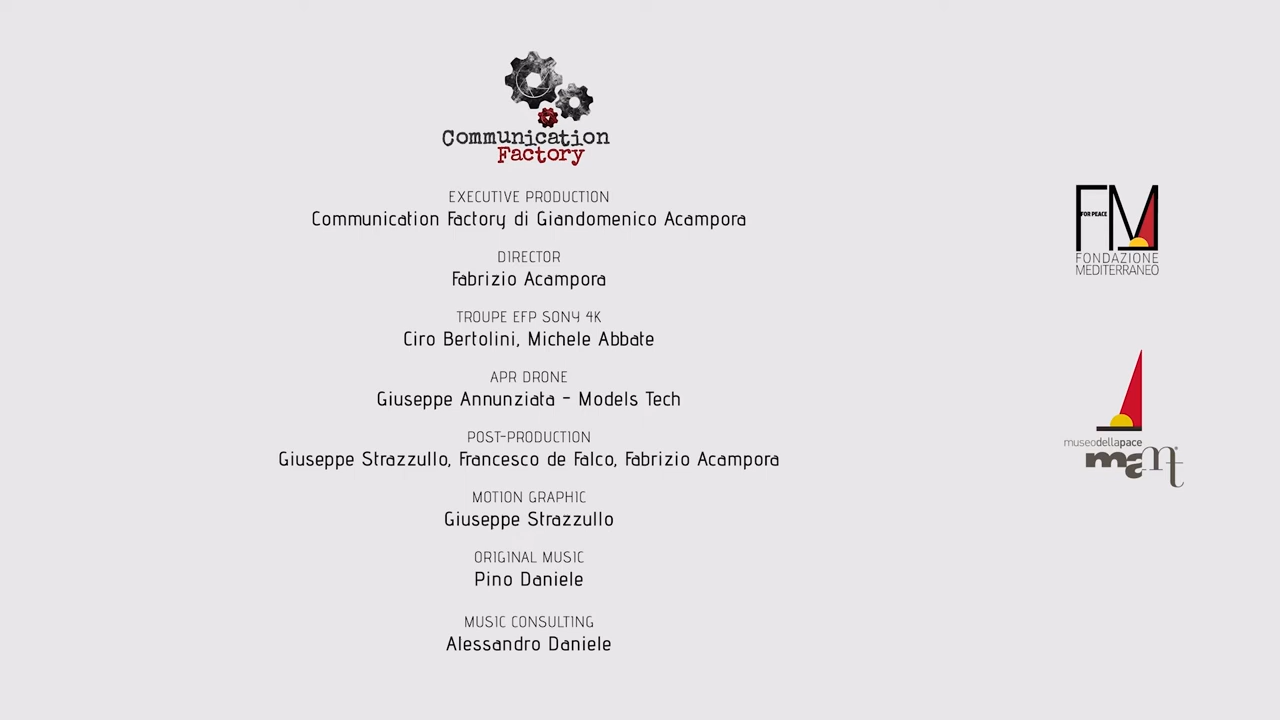 Communication
Factory
EXECUTIVE PRODUCTION
Communication Factory di Giandomenico Acampora
DIRECTOR
Fabrizio Acampora
TROUPE EFP SONY 4K
Ciro Bertolini, Michele Abbate
APR DRONE
Giuseppe Annunziata - Models Tech
POST-PRODUCTION
Giuseppe Strazzullo, Francesco de Falco, Fabrizio Acampora
MOTION GRAPHIC
Giuseppe Strazzullo
ORIGINAL MUSIC
Pino Daniele
MUSIC CONSULTING
Alessandro Daniele
FM
FOR PEACE
FONDAZIONE
MEDITERRANEO
museodellapace
mamt